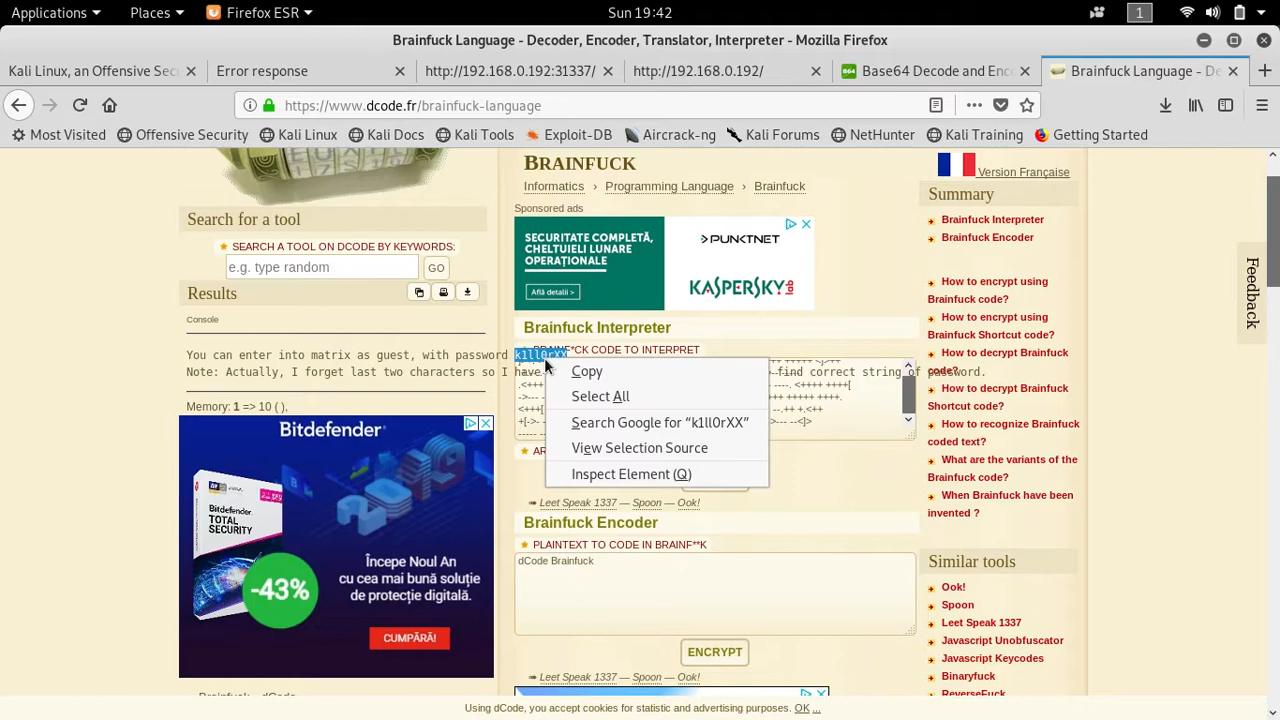 Applications
Places
Firefox ESR
Sun 19:42
1
Brainfuck Language - Decoder, Encoder, Translator, Interpreter - Mozilla Firefox
Kali Linux, an Offensive Sec
Error response
http://192.168.0.192:31337/
http://192.168.0.192/
Base64 Decode and Enc
Brainfuck Language - De
https://www.dcode.fr/brainfuck-language
Most Visited
Offensive Security
Kali Linux
Kali Docs
Kali Tools
Exploit-DB
Aircrack-ng
Kali Forums
NetHunter
Kali Training
Getting Started
Search for a tool
SEARCH A TOOL ON DCODE BY KEYWORDS:
e.g. type random
GO
Results
Console
You can enter into matrix as guest, with password k1ll0rXX
Note: Actually, I forget last two characters so I have
find correct string of password.
Memory: 1 => 10 ( ),
Bitdefender
Bitdefender
TOTAL
SECURITY
-43%
Începe Noul An
cu cea mai bună soluție
de protecție digitală.
CUMPĂRĂ!
BRAINFUCK
Informatics › Programming Language › Brainfuck
Sponsored ads
SECURITATE COMPLETĂ,
CHELTUIELI LUNARE
OPERAȚIONALE
Află detalii >
PUNKTNET
KASPERSKY lab
Brainfuck Interpreter
CK CODE TO INTERPRET
Copy
Select All
Search Google for “k1ll0rXX”
View Selection Source
Inspect Element (Q)
AR
Leet Speak 1337 — Spoon — Ook!
Brainfuck Encoder
PLAINTEXT TO CODE IN BRAINF**K
dCode Brainfuck
ENCRYPT
Leet Speak 1337 — Spoon — Ook!
Version Française
Summary
Brainfuck Interpreter
Brainfuck Encoder
How to encrypt using
Brainfuck code?
How to encrypt using
Brainfuck Shortcut code?
How to decrypt Brainfuck
code?
How to decrypt Brainfuck
Shortcut code?
How to recognize Brainfuck
coded text?
What are the variants of the
Brainfuck code?
When Brainfuck have been
invented ?
Similar tools
Ook!
Spoon
Leet Speak 1337
Javascript Unobfuscator
Javascript Keycodes
Binaryfuck
ReverseFuck
Feedback
Using dCode, you accept cookies for statistic and advertising purposes. OK ...